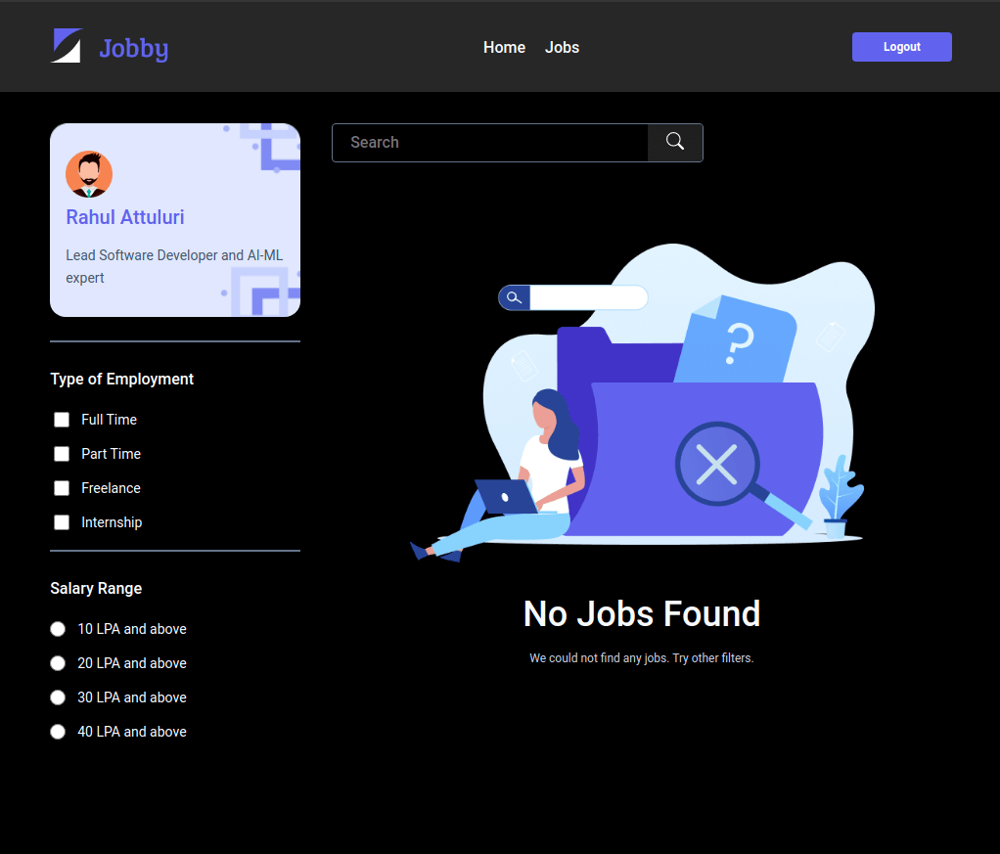 Jobby
Home
Jobs
Logout
Rahul Attuluri
Lead Software Developer and AI-ML
expert
Search
Type of Employment
Full Time
Part Time
Freelance
Internship
Salary Range
10 LPA and above
20 LPA and above
30 LPA and above
40 LPA and above
?
No Jobs Found
We could not find any jobs. Try other filters.